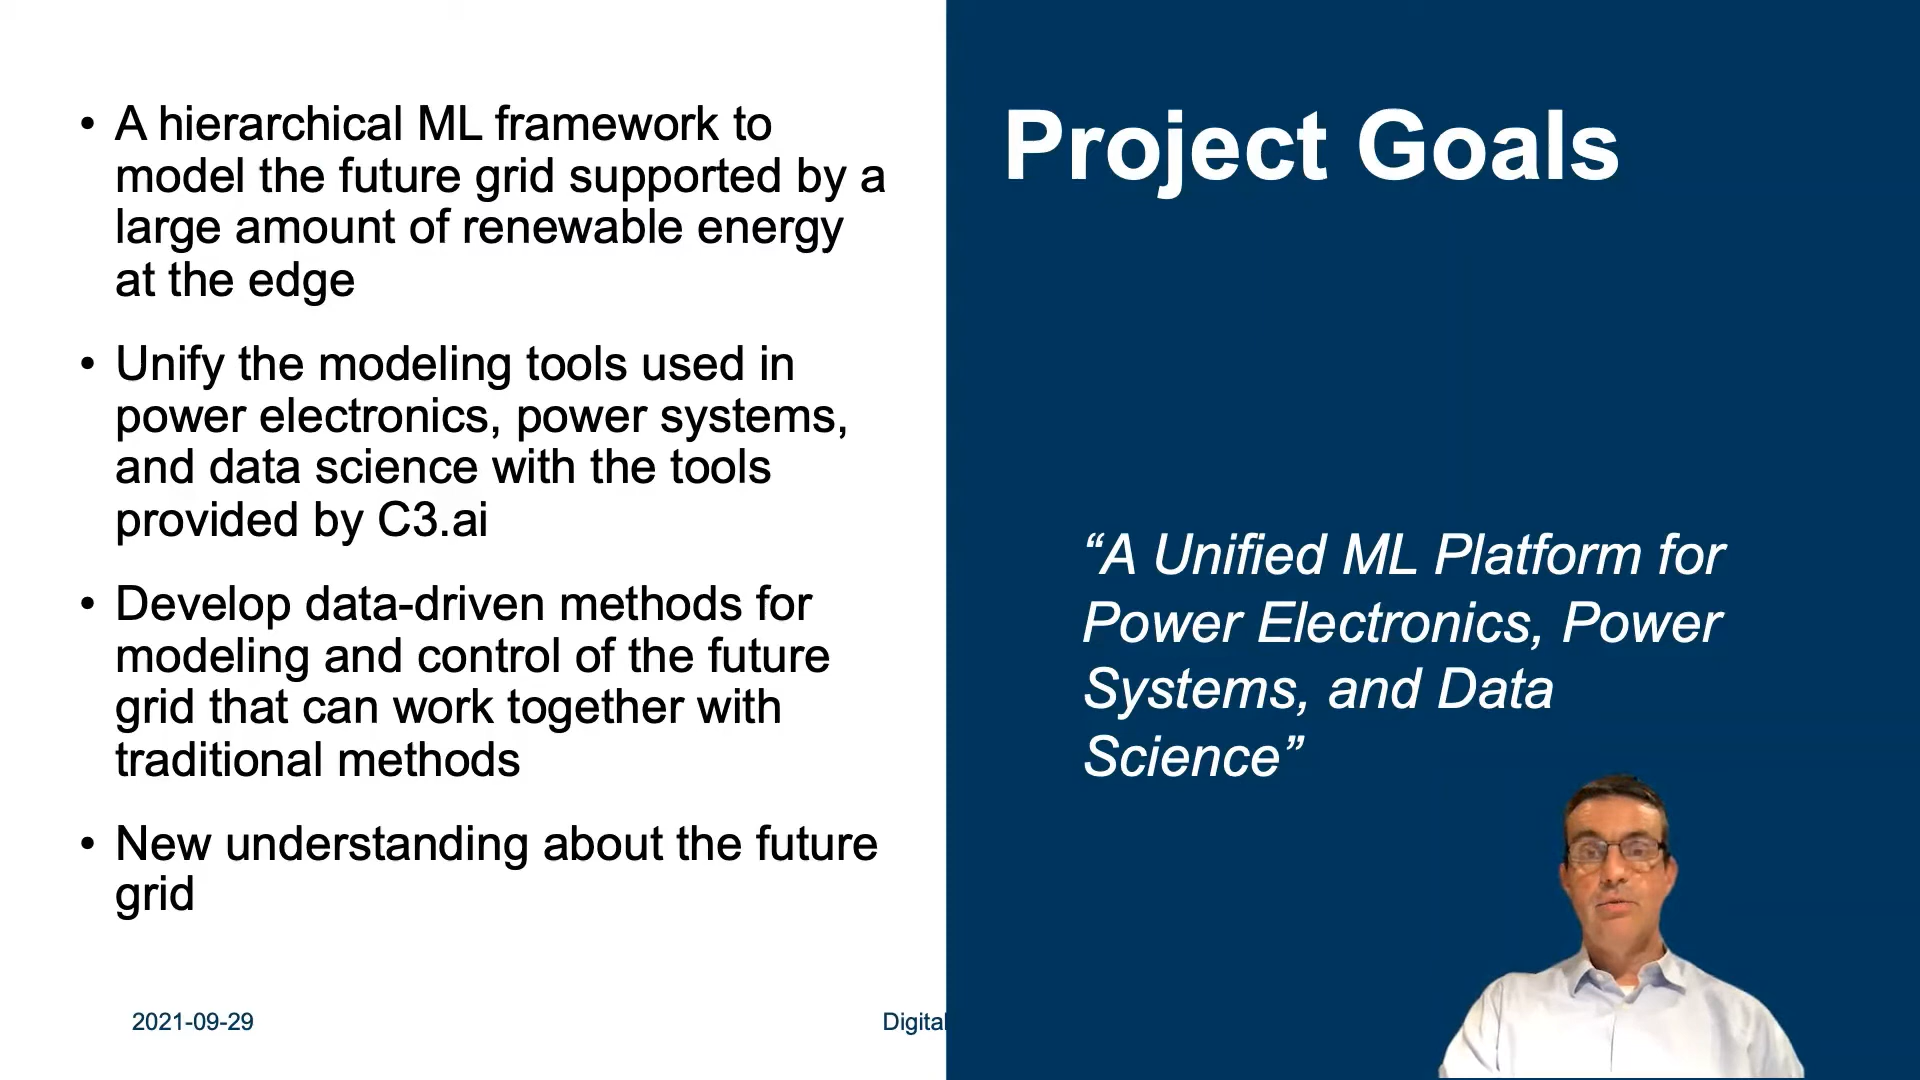 • A hierarchical ML framework to
model the future grid supported by a
large amount of renewable energy
at the edge
• Unify the modeling tools used in
power electronics, power systems,
and data science with the tools
provided by C3.ai
• Develop data-driven methods for
modeling and control of the future
grid that can work together with
traditional methods
• New understanding about the future
grid
2021-09-29
Digital
Project Goals
“A Unified ML Platform for
Power Electronics, Power
Systems, and Data
Science”